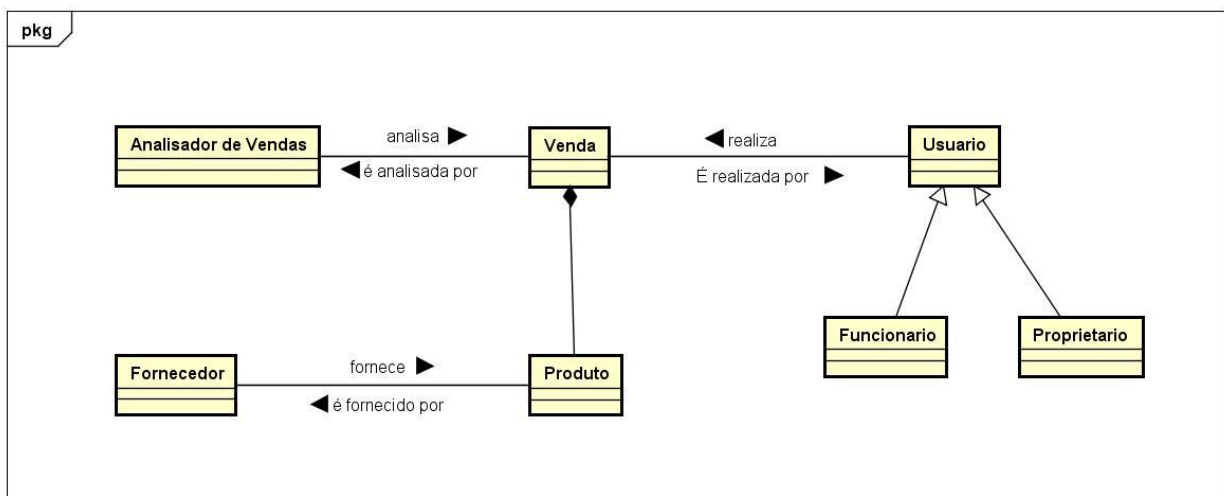 pkg
Analisador de Vendas
analisa
é analisada por
Venda
realiza
É realizada por
Usuario
Funcionario
Proprietario
Fornecedor
fornece
é fornecido por
Produto